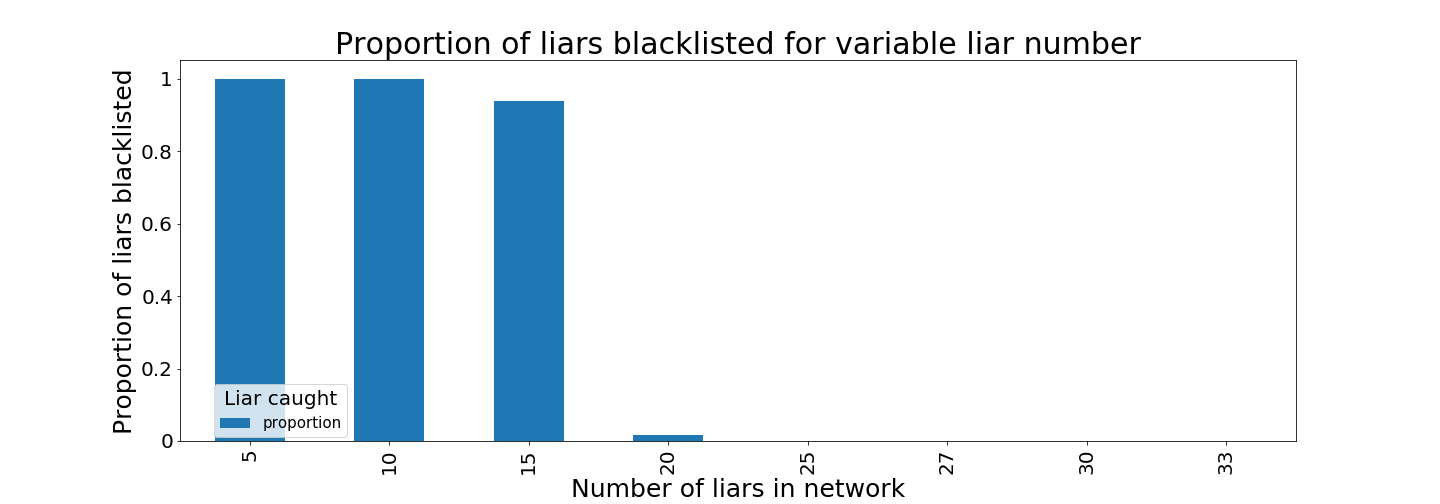 Proportion of liars blacklisted for variable liar number
Proportion of liars blacklisted
1
0.8
0.6
0.4
0.2
0
Liar caught
proportion
5
10
15
20
25
27
30
33
Number of liars in network